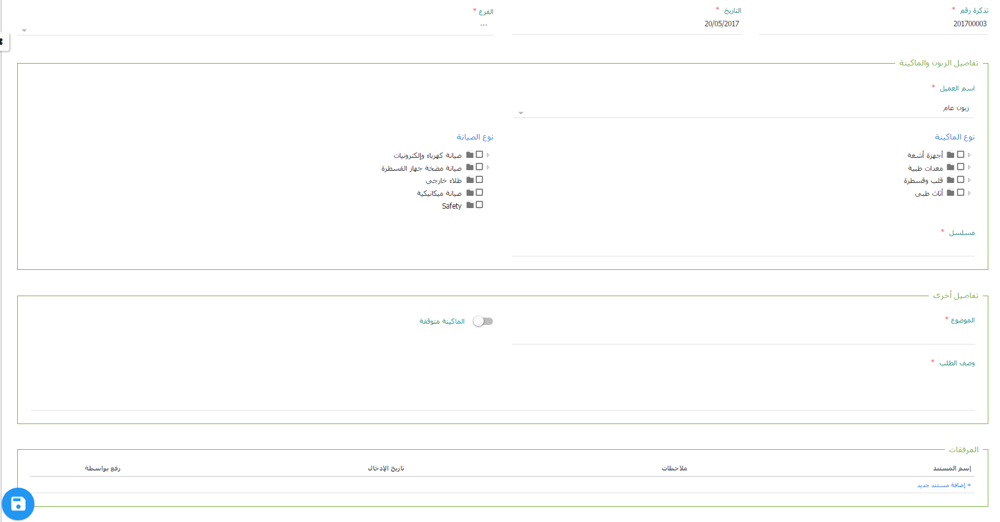 تذكرة رقم *
201700003
التاريخ *
20/05/2017
الفرع *
...
تفاصيل الزبون والماكينة
اسم العميل *
زبون عام
نوع الماكينة
أجهزة أشعة
معدات طبية
قلب وقسطرة
أثاث طبي
نوع الصيانة
صيانة كهرباء وإلكترونيات
صيانة مضخة جهاز القسطرة
طلاء خارجي
صيانة ميكانيكية
Safety
مسلسل *
تفاصيل أخرى
الموضوع *
الماكينة متوقفة
وصف الطلب *
المرفقات
إسم المستند ملاحظات تاريخ الإدخال رفع بواسطة
+ إضافة مستند جديد